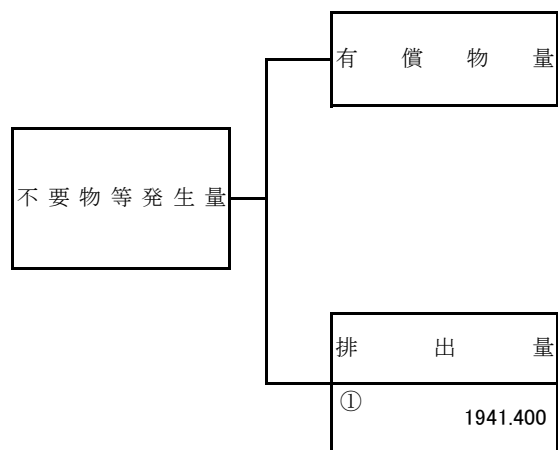 有償物量
不要物等発生量
排出量
①
1941.400